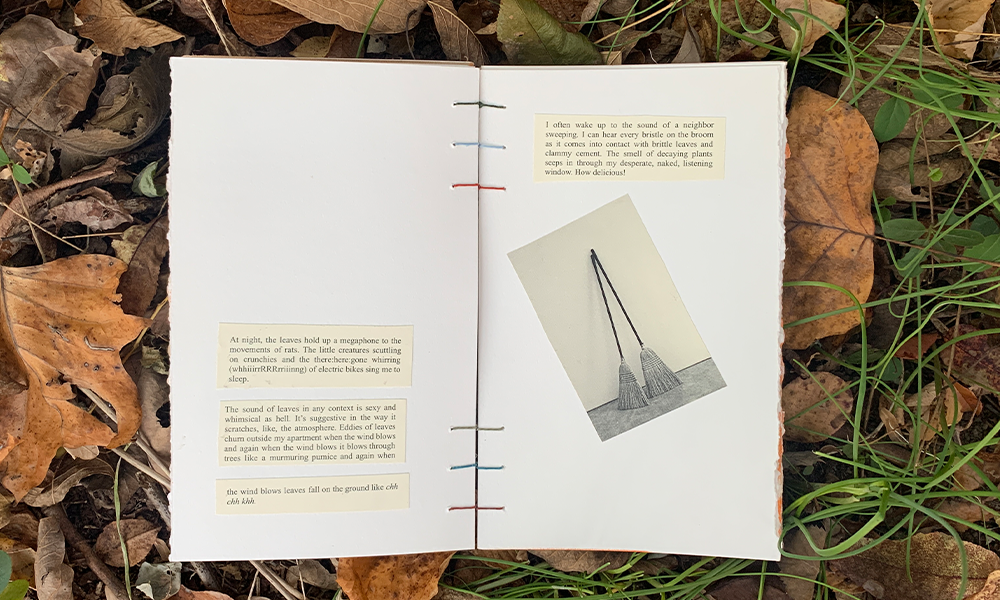 At night, the leaves hold up a megaphone to the
movements of rats. The little creatures scuttling
on crunchies and the there:here:gone whirring
(whhiiirrRRRrriiinng) of electric bikes sing me to
sleep.
The sound of leaves in any context is sexy and
whimsical as hell. It's suggestive in the way it
scratches, like, the atmosphere. Eddies of leaves
churn outside my apartment when the wind blows
and again when the wind blows it blows through
trees like a murmuring pumice and again when
the wind blows leaves fall on the ground like chh
chh khh.
I often wake up to the sound of a neighbor
sweeping. I can hear every bristle on the broom
as it comes into contact with brittle leaves and
clammy cement. The smell of decaying plants
seeps in through my desperate, naked, listening
window. How delicious!